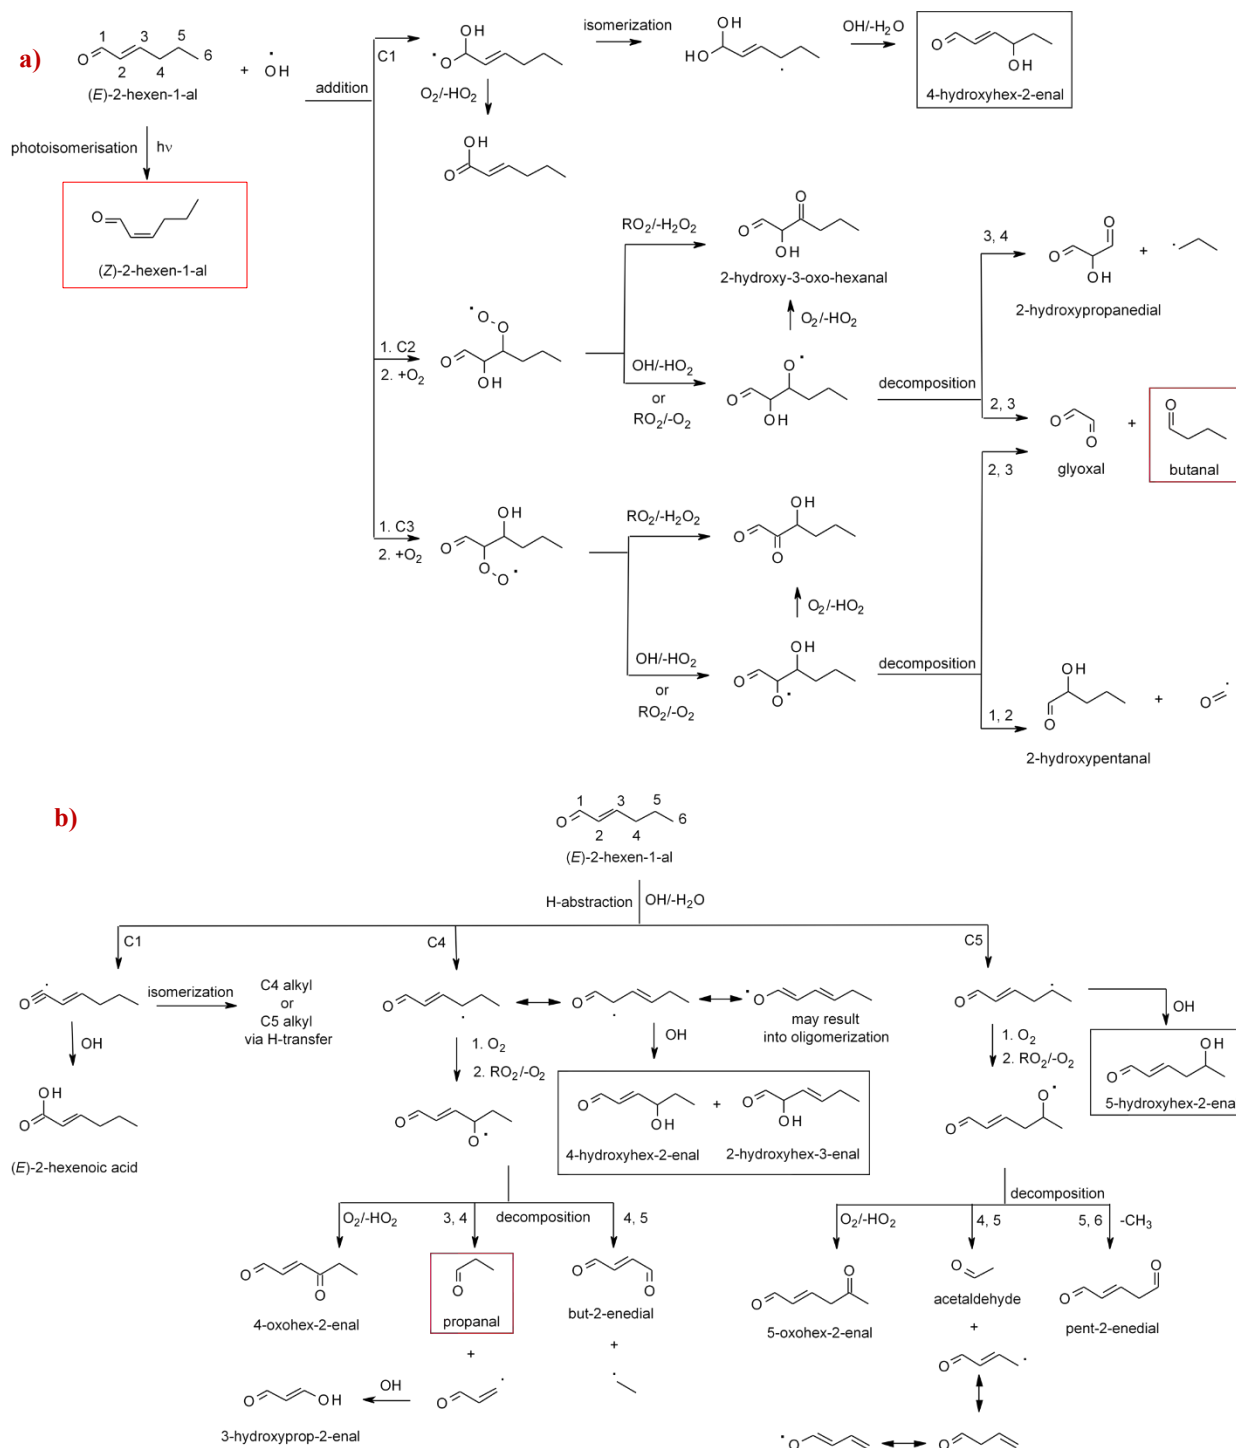 a)
1 3 5
O 2 4 6
(E)-2-hexen-1-al
+
•
OH
addition
C1
OH
•
O
isomerization
OH
HO
•
OH/-H2O
O
OH
4-hydroxyhex-2-enal
O2/-HO2
OH
O
photoisomerisation
hν
O
(Z)-2-hexen-1-al
1. C2
2. +O2
•
O
O
O
OH
RO2/-H2O2
O
O
OH
2-hydroxy-3-oxo-hexanal
O2/-HO2
OH/-HO2
or
RO2/-O2
O •
O
OH
decomposition
3, 4
O
O
OH
+
•
2-hydroxypropanedial
2, 3
O
O
glyoxal
+
O
butanal
2, 3
1. C3
2. +O2
OH
O
O
O •
RO2/-H2O2
OH
O
O
O2/-HO2
OH/-HO2
or
RO2/-O2
OH
O
O •
decomposition
1, 2
OH
O
+
O
•
2-hydroxypentanal
b)
1 3 5
O 2 4 6
(E)-2-hexen-1-al
H-abstraction
OH/-H2O
C1
C4
C5
•
O
isomerization
C4 alkyl
or
C5 alkyl
via H-transfer
OH
OH
O
(E)-2-hexenoic acid
O
•
O
•
• O
may result
into oligomerization
1. O2
2. RO2/-O2
OH
O
O •
O
OH
+
O
OH
4-hydroxyhex-2-enal
2-hydroxyhex-3-enal
O
•
OH
1. O2
2. RO2/-O2
OH
O
5-hydroxyhex-2-enal
O •
O
O2/-HO2
3, 4
decomposition
4, 5
O
O
4-oxohex-2-enal
O
propanal
O
O
but-2-enedial
+
+
O
OH
OH
O
•
•
3-hydroxyprop-2-enal
decomposition
O2/-HO2
4, 5
5, 6
-CH3
O
O
5-oxohex-2-enal
O
acetaldehyde
+
O
O
pent-2-enedial
O
•
• O
O